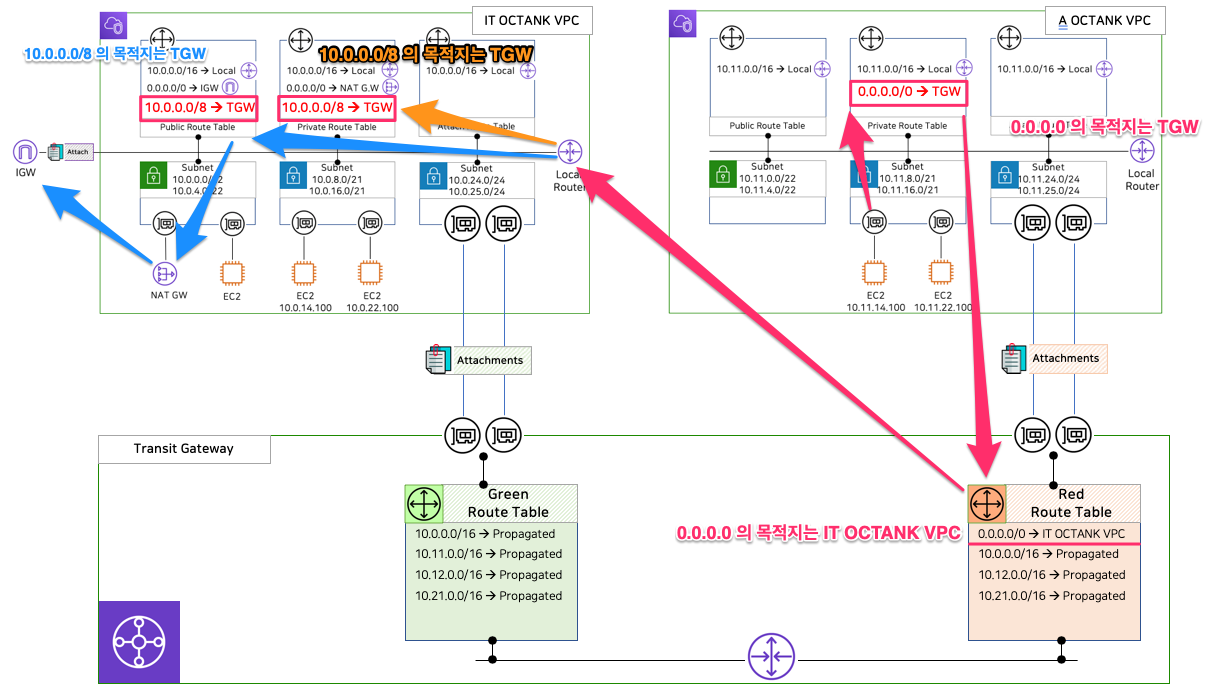 IT OCTANK VPC
10.0.0.0/8 의 목적지는 TGW
10.0.0.0/8 의 목적지는 TGW
10.0.0.0/16 → Local
0.0.0.0/0 → IGW
10.0.0.0/8 → TGW
Public Route Table
10.0.0.0/16 → Local
0.0.0.0/0 → NAT G.W
10.0.0.0/8 → TGW
Private Route Table
10.0.0.0/16 → Local
Route Table
IGW
Attach
Subnet
10.0.0.0/22
10.0.4.0/22
Subnet
10.0.8.0/21
10.0.16.0/21
Subnet
10.0.24.0/24
10.0.25.0/24
Local
Router
NAT GW
EC2
EC2
10.0.14.100
EC2
10.0.22.100
A OCTANK VPC
10.11.0.0/16 → Local
Public Route Table
10.11.0.0/16 → Local
0.0.0.0/0 → TGW
Private Route Table
10.11.0.0/16 → Local
0.0.0.0 의 목적지는 TGW
Subnet
10.11.0.0/22
10.11.4.0/22
Subnet
10.11.8.0/21
10.11.16.0/21
Subnet
10.11.24.0/24
10.11.25.0/24
Local
Router
EC2
10.11.14.100
EC2
10.11.22.100
Attachments
Attachments
Transit Gateway
Green
Route Table
10.0.0.0/16 → Propagated
10.11.0.0/16 → Propagated
10.12.0.0/16 → Propagated
10.21.0.0/16 → Propagated
0.0.0.0 의 목적지는 IT OCTANK VPC
Red
Route Table
0.0.0.0/0 → IT OCTANK VPC
10.0.0.0/16 → Propagated
10.12.0.0/16 → Propagated
10.21.0.0/16 → Propagated